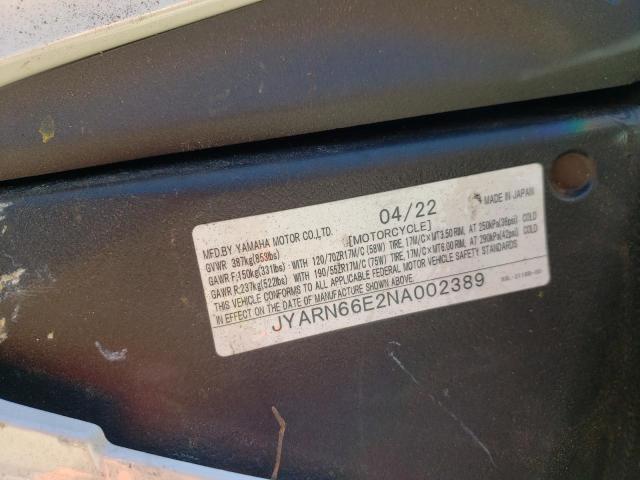 MFD.BY YAMAHA MOTOR CO.,LTD. 04/22 MADE IN JAPAN
GVWR 387kg(853lbs) [MOTORCYCLE]
GAWR F:150kg(331lbs):WITH 120/70ZR17M/C (58W) TIRE, 17M/C×MT3.50 RIM, AT 250kPa(36psi) COLD
GAWR R:237kg(522lbs):WITH 190/55ZR17M/C (75W) TIRE, 17M/C×MT6.00 RIM, AT 290kPa(42psi) COLD
THIS VEHICLE CONFORMS TO ALL APPLICABLE FEDERAL MOTOR VEHICLE SAFETY STANDARDS
IN EFFECT ON THE DATE OF MANUFACTURE SHOWN ABOVE.
JYARN66E2NA002389